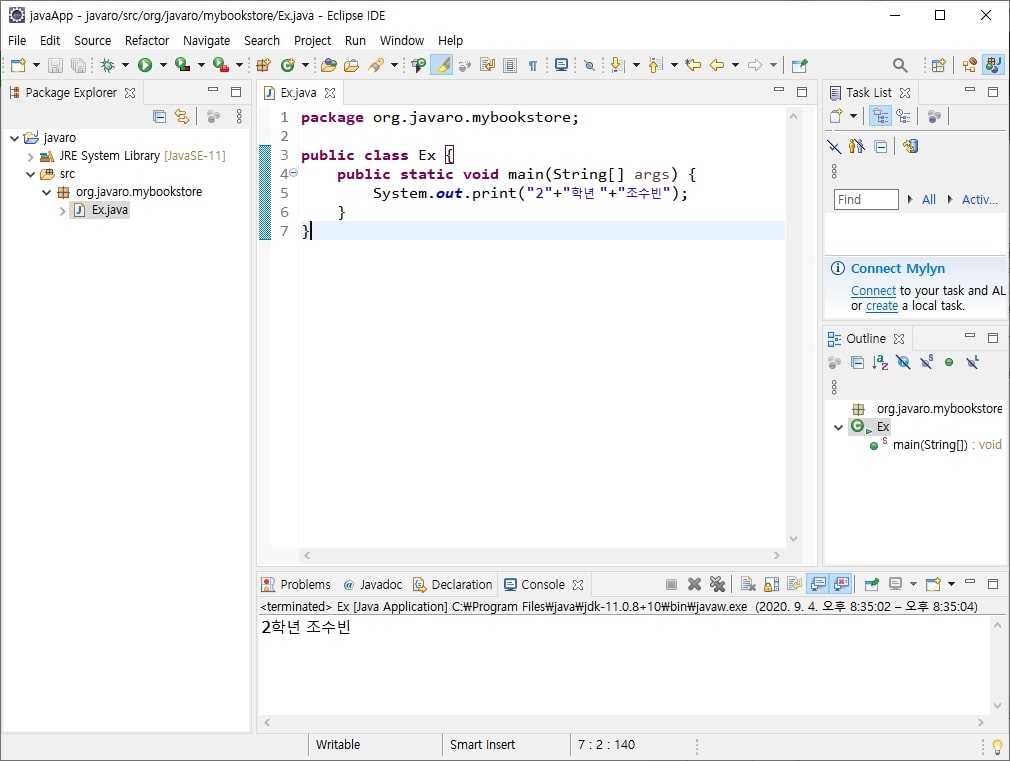 javaApp - javaro/src/org/javaro/mybookstore/Ex.java - Eclipse IDE
File Edit Source Refactor Navigate Search Project Run Window Help
Package Explorer
javaro
JRE System Library [JavaSE-11]
src
org.javaro.mybookstore
Ex.java
Ex.java
1 package org.javaro.mybookstore;
2
3 public class Ex {
4 public static void main(String[] args) {
5 System.out.print("2"+"학년 "+"조수빈");
6 }
7 }
Task List
Find All Activ...
Connect Mylyn
Connect to your task and AL
or create a local task.
Outline
org.javaro.mybookstore
Ex
main(String[]) : void
Problems Javadoc Declaration Console
<terminated> Ex [Java Application] C:₩Program Files₩java₩jdk-11.0.8+10₩bin₩javaw.exe (2020. 9. 4. 오후 8:35:02 – 오후 8:35:04)
2학년 조수빈
Writable Smart Insert 7 : 2 : 140